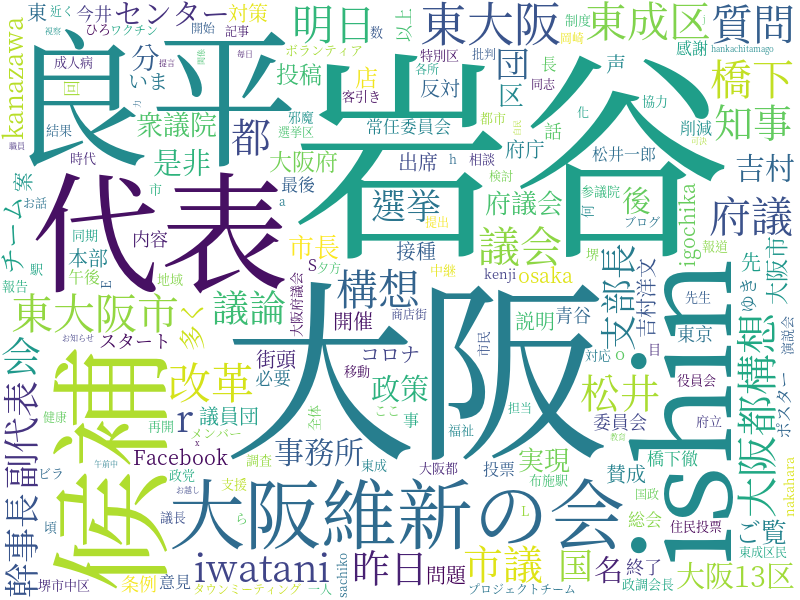 kanazawa
東
近く
今井
センター
対策
ひろ
ワクチン
記事
視察
開始
成人病
いま
分
回
良平
衆議院
都
是非
職員
時代
案
お話
チーム
市
同期
本部
内容
駅
報告
午後
地域
E
東大阪市
会
スタート
多く
健康
再開
ビラ
午前中
お越し
お知らせ
幹事長
副代表
頃
堺市中区
議長
条例
意見
タウンミーティング
候補
代表
明日
投稿
店
ボランティア
数
制度
以上
特別区
批判
各所
客引き
同志
東大阪
団
区
反対
常任委員会
大阪府
最後
選挙区
邪魔
結果
出席
h
相談
府庁
岩谷
東成区
岡崎
j
hankachitamago
感謝
声
長
話
化
協力
都市
削減
松井一郎
検討
司法
質問
橋下
知事
吉村
府議
後
参議院
何
ブログ
府議会
選挙
議会
構想
接種
市長
a
S
夕方
提出
中継
kenji
osaka
igochika
支部長
吉村洋文
先
ゆき
大阪市
大阪都構想
ishin
大阪
議論
改革
r
議員団
メンバー
x
政党
Facebook
調査
支援
ら
事務所
街頭
必要
コロナ
開催
大阪府議会
商店街
移動
全体
ここ
政策
事
担当
福祉
大阪都
東成
投票
説明
青谷
o
市民
対応
皿
東京
報道
先生
役員会
演説会
ポスター
松井
委員会
実現
賛成
橋下徹
府立
布施駅
国政
総会
住民投票
ご覧
東成区民
nakahara
L
教育
大阪維新の会
iwatani
昨日
問題
市議
国
名
終了
政調会長
大阪13区
一人
sachiko
プロジェクトチーム